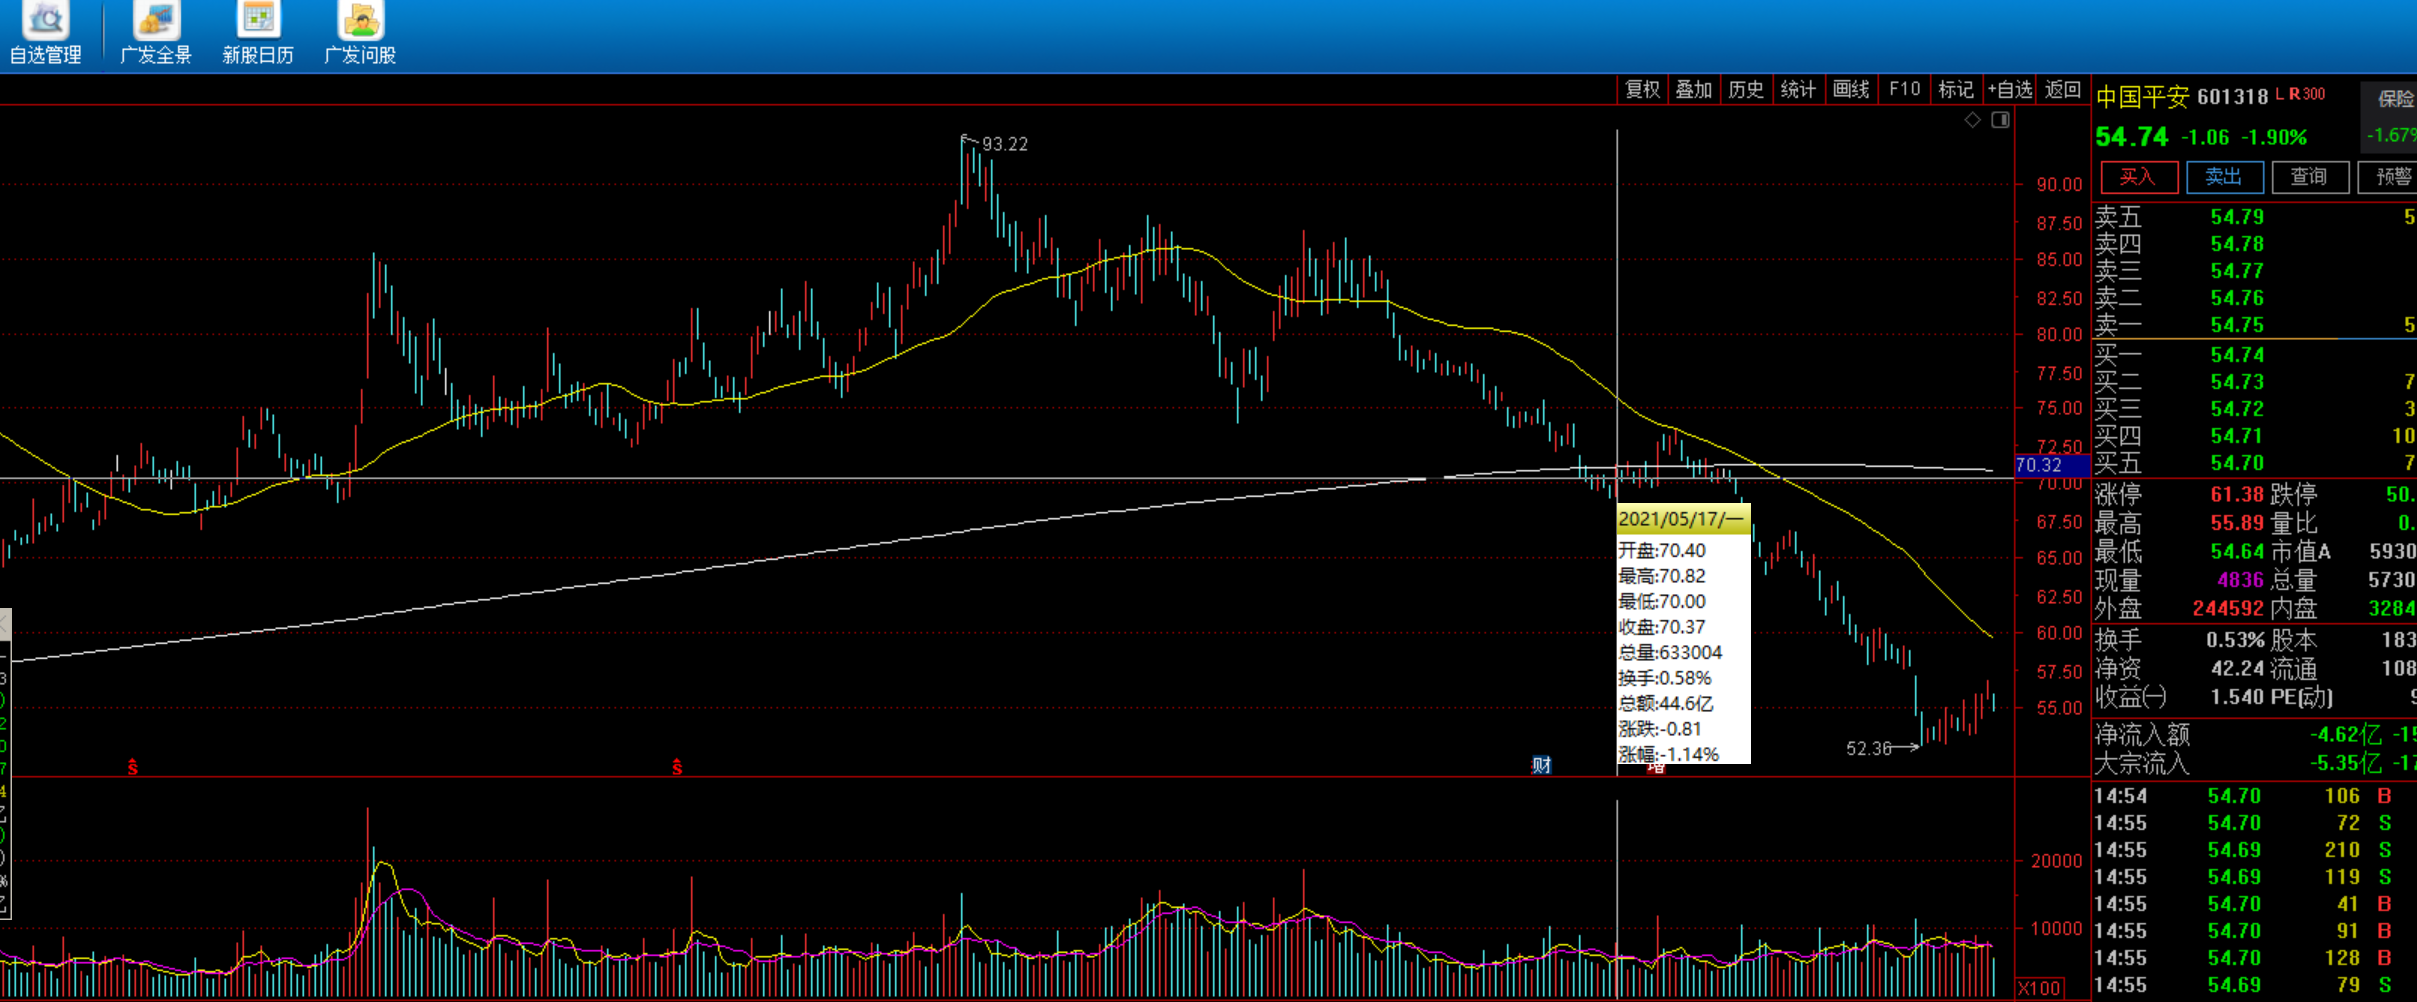 自选管理 广发全景 新股日历 广发问股
复权 叠加 历史 统计 画线 F10 标记 +自选 返回
中国平安 601318 L R 300 保险
54.74 -1.06 -1.90% -1.67%
买入 卖出 查询 预警
93.22
90.00
87.50
85.00
82.50
80.00
77.50
75.00
72.50
70.32
70.00
67.50
65.00
62.50
60.00
57.50
55.00
52.36
2021/05/17/一
开盘:70.40
最高:70.82
最低:70.00
收盘:70.37
总量:633004
换手:0.58%
总额:44.6亿
涨跌:-0.81
涨幅:-1.14%
S S 财 增
20000
10000
X100
卖五 54.79 5
卖四 54.78
卖三 54.77
卖二 54.76
卖一 54.75 5
买一 54.74
买二 54.73 7
买三 54.72 3
买四 54.71 10
买五 54.70 7
涨停 61.38 跌停 50.
最高 55.89 量比 0.
最低 54.64 市值A 5930
现量 4836 总量 5730
外盘 244592 内盘 3284
换手 0.53% 股本 183
净资 42.24 流通 108
收益(一) 1.540 PE(动) 9
净流入额 -4.62亿 -15
大宗流入 -5.35亿 -17
14:54 54.70 106 B
14:55 54.70 72 S
14:55 54.69 210 S
14:55 54.69 119 S
14:55 54.70 41 B
14:55 54.70 91 B
14:55 54.70 128 B
14:55 54.69 79 S